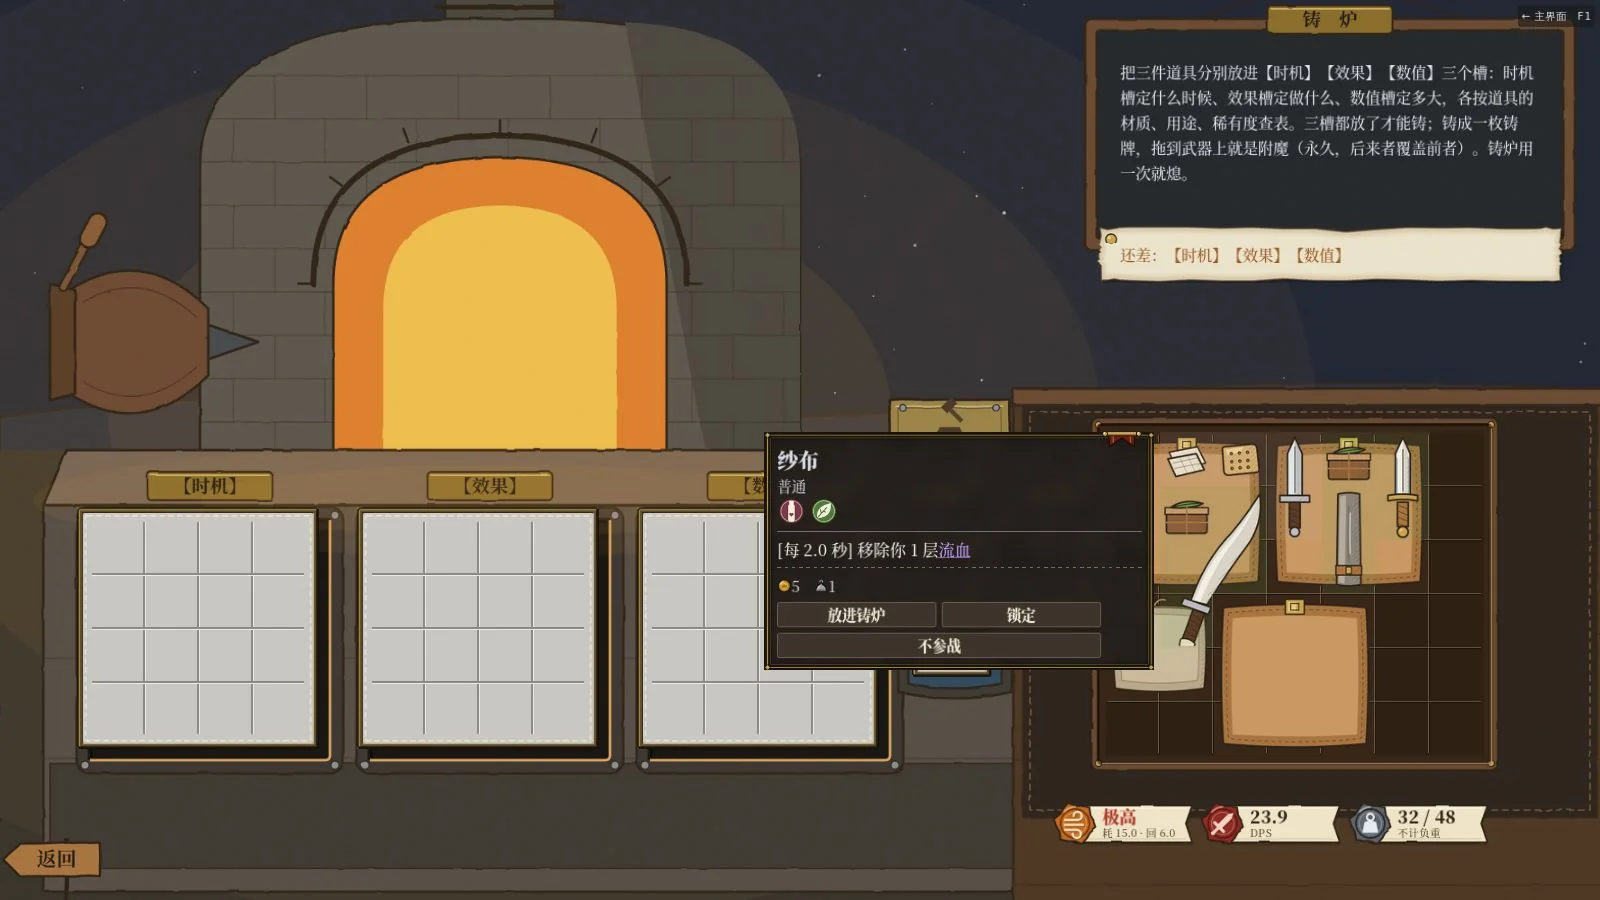 铸 炉
← 主界面 F1
把三件道具分别放进【时机】【效果】【数值】三个槽：时机
槽定什么时候、效果槽定做什么、数值槽定多大，各按道具的
材质、用途、稀有度查表。三槽都放了才能铸；铸成一枚铸
牌，拖到武器上就是附魔（永久，后来者覆盖前者）。铸炉用
一次就熄。
还差：【时机】【效果】【数值】
【时机】
【效果】
【数
纱布
普通
[每 2.0 秒] 移除你 1 层流血
5 1
放进铸炉
锁定
不参战
极高
耗 15.0 · 回 6.0
23.9
DPS
32 / 48
不计负重
返回